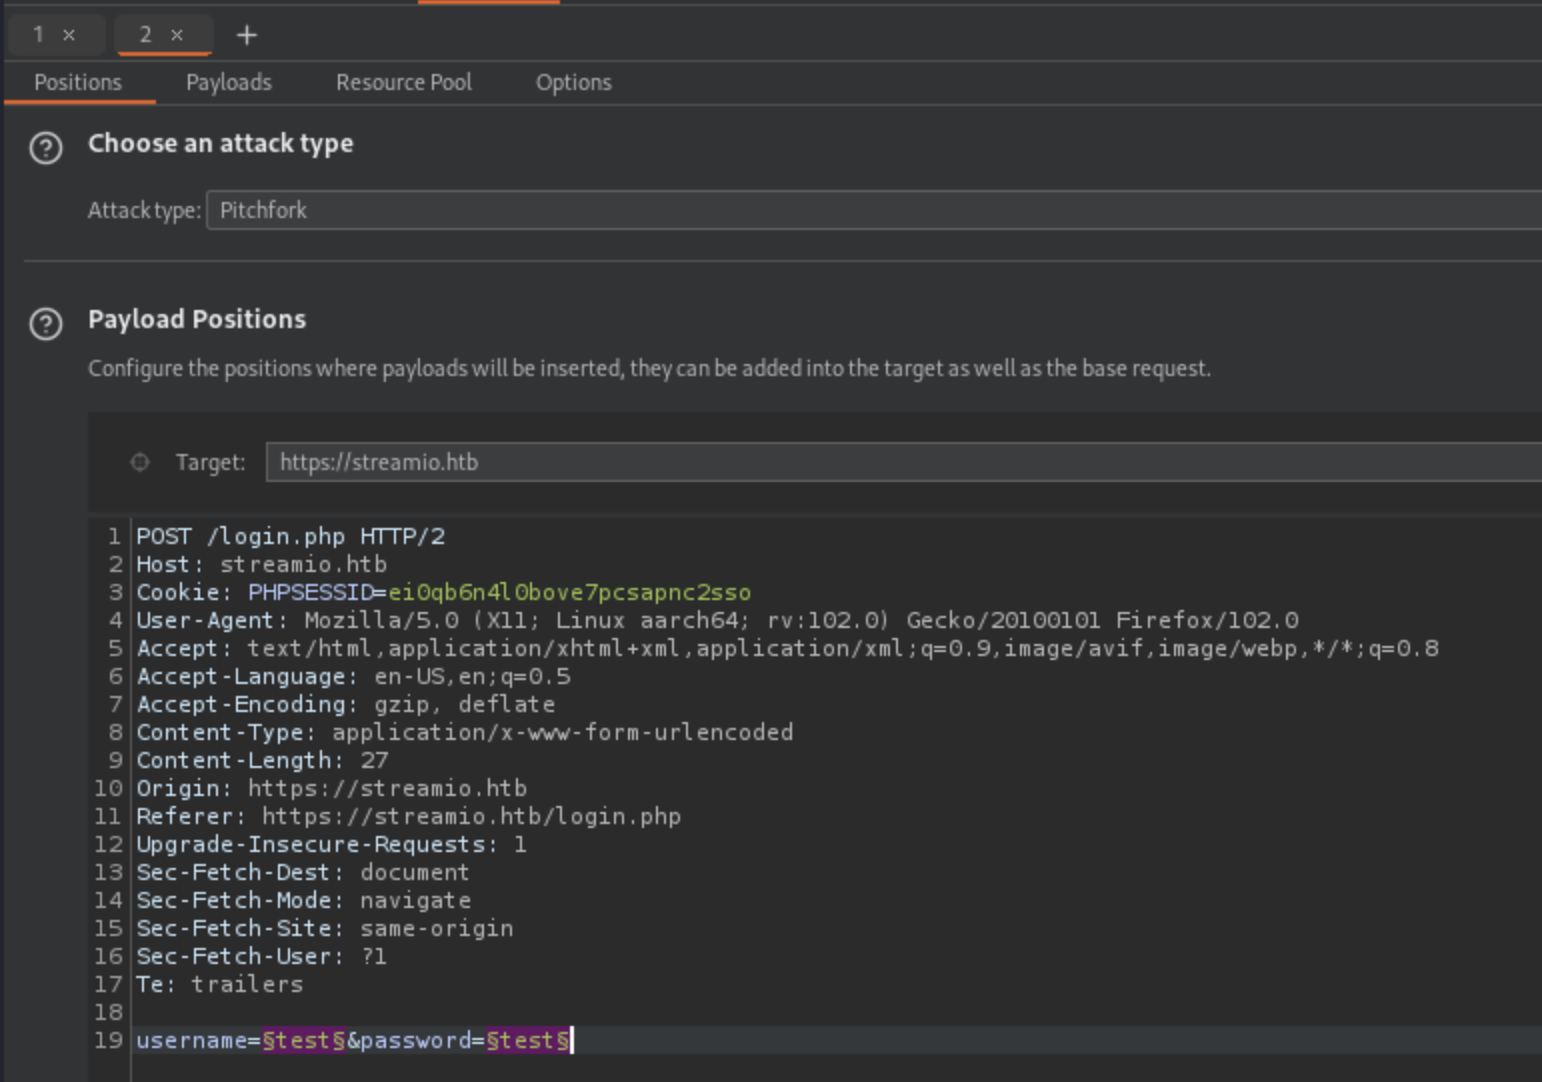 1 × 2 × +
Positions Payloads Resource Pool Options
? Choose an attack type
Attack type: Pitchfork
? Payload Positions
Configure the positions where payloads will be inserted, they can be added into the target as well as the base request.
Target: https://streamio.htb
1 POST /login.php HTTP/2
2 Host: streamio.htb
3 Cookie: PHPSESSID=ei0qb6n4l0bove7pcsapnc2sso
4 User-Agent: Mozilla/5.0 (X11; Linux aarch64; rv:102.0) Gecko/20100101 Firefox/102.0
5 Accept: text/html,application/xhtml+xml,application/xml;q=0.9,image/avif,image/webp,*/*;q=0.8
6 Accept-Language: en-US,en;q=0.5
7 Accept-Encoding: gzip, deflate
8 Content-Type: application/x-www-form-urlencoded
9 Content-Length: 27
10 Origin: https://streamio.htb
11 Referer: https://streamio.htb/login.php
12 Upgrade-Insecure-Requests: 1
13 Sec-Fetch-Dest: document
14 Sec-Fetch-Mode: navigate
15 Sec-Fetch-Site: same-origin
16 Sec-Fetch-User: ?1
17 Te: trailers
18
19 username=§test§&password=§test§